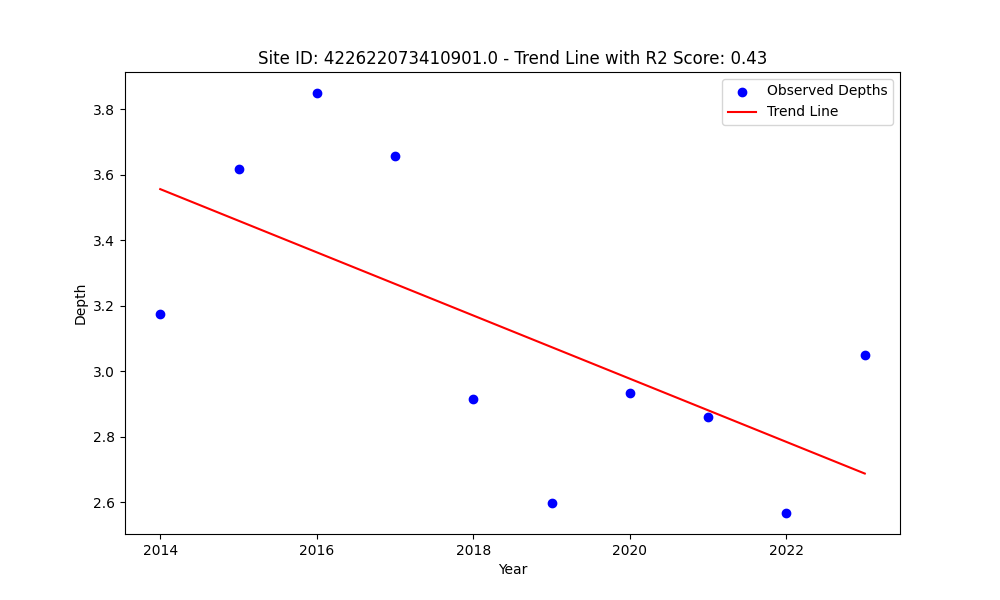 Site ID: 422622073410901.0 - Trend Line with R2 Score: 0.43
Observed Depths
Trend Line
3.8
3.6
3.4
3.2
3.0
2.8
2.6
Depth
2014
2016
2018
2020
2022
Year